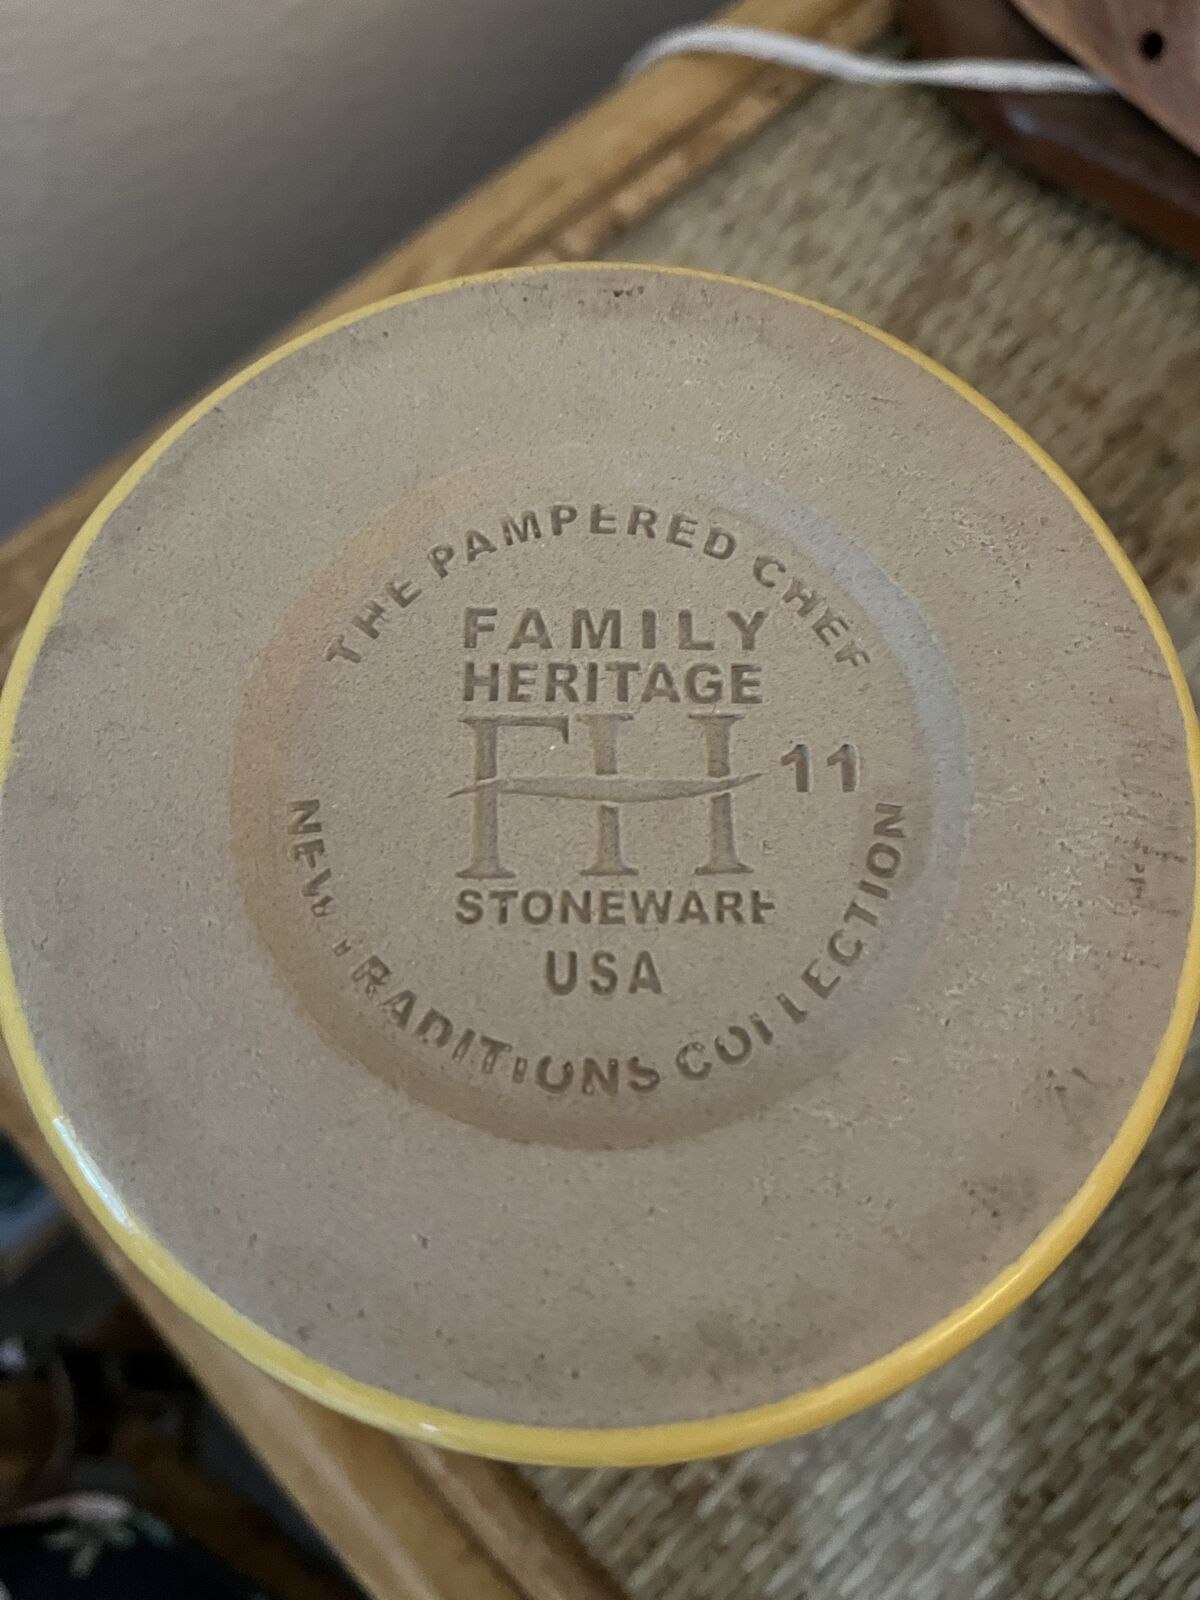 THE PAMPERED CHEF
FAMILY
HERITAGE
FH 11
STONEWARE
USA
NEW TRADITIONS COLLECTION